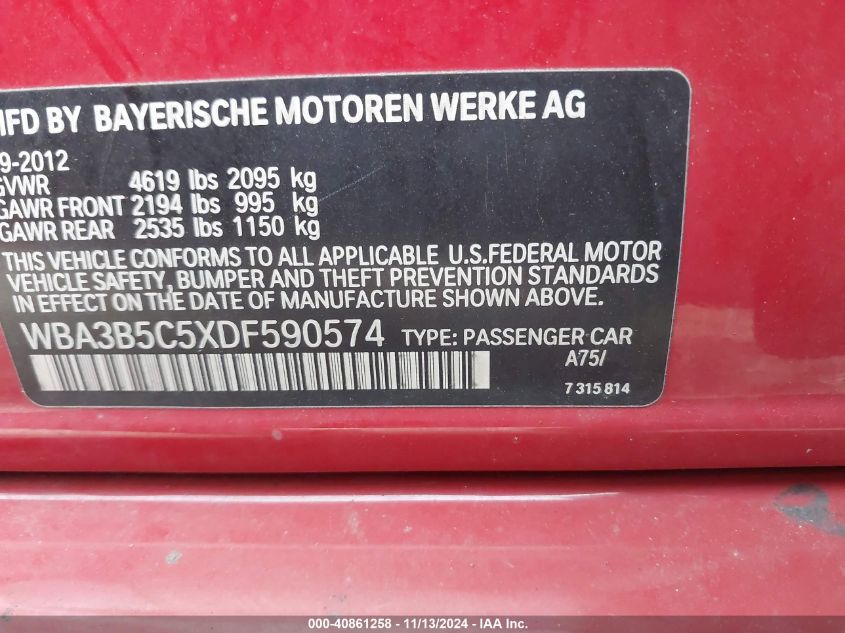 MFD BY BAYERISCHE MOTOREN WERKE AG
9-2012
GVWR 4619 lbs 2095 kg
GAWR FRONT 2194 lbs 995 kg
GAWR REAR 2535 lbs 1150 kg
THIS VEHICLE CONFORMS TO ALL APPLICABLE U.S.FEDERAL MOTOR
VEHICLE SAFETY, BUMPER AND THEFT PREVENTION STANDARDS
IN EFFECT ON THE DATE OF MANUFACTURE SHOWN ABOVE.
WBA3B5C5XDF590574 TYPE: PASSENGER CAR
A75/
7 315 814
000-40861258 - 11/13/2024 - TPMS